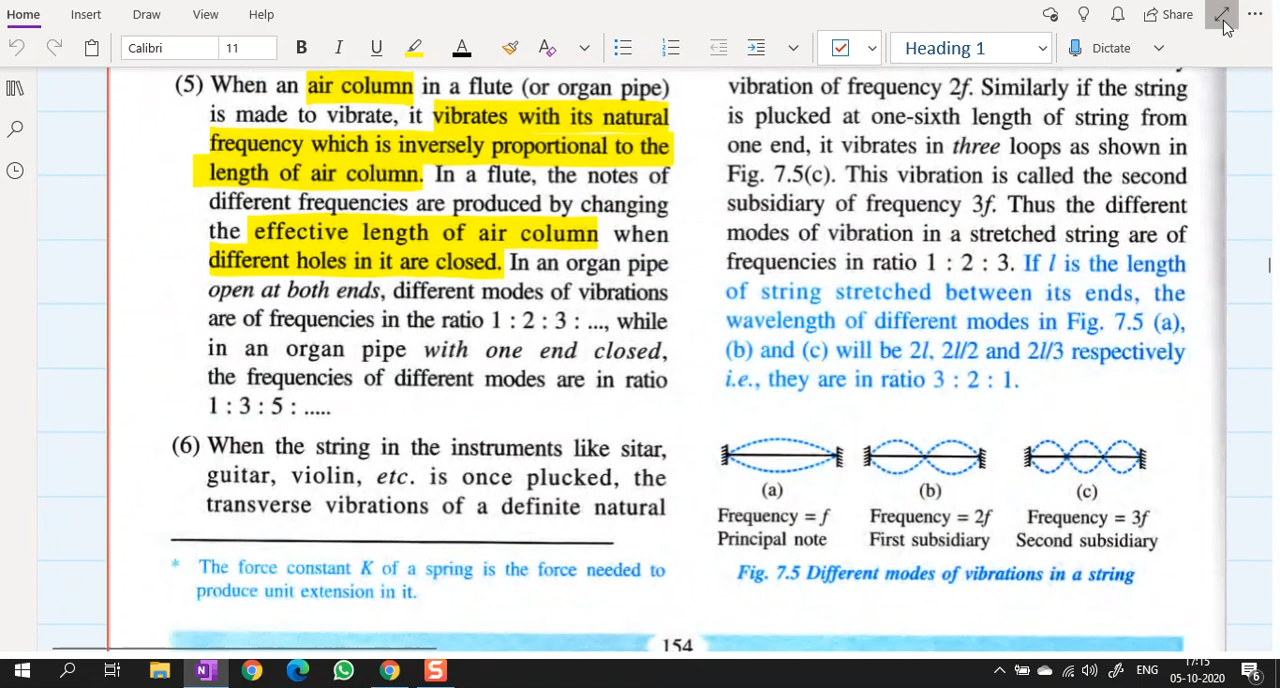 Home Insert Draw View Help
Share
Calibri 11 B I U A A Heading 1 Dictate
(5) When an air column in a flute (or organ pipe)
is made to vibrate, it vibrates with its natural
frequency which is inversely proportional to the
length of air column. In a flute, the notes of
different frequencies are produced by changing
the effective length of air column when
different holes in it are closed. In an organ pipe
open at both ends, different modes of vibrations
are of frequencies in the ratio 1 : 2 : 3 : ..., while
in an organ pipe with one end closed,
the frequencies of different modes are in ratio
1 : 3 : 5 : .....
(6) When the string in the instruments like sitar,
guitar, violin, etc. is once plucked, the
transverse vibrations of a definite natural
* The force constant K of a spring is the force needed to
produce unit extension in it.
vibration of frequency 2f. Similarly if the string
is plucked at one-sixth length of string from
one end, it vibrates in three loops as shown in
Fig. 7.5(c). This vibration is called the second
subsidiary of frequency 3f. Thus the different
modes of vibration in a stretched string are of
frequencies in ratio 1 : 2 : 3. If l is the length
of string stretched between its ends, the
wavelength of different modes in Fig. 7.5 (a),
(b) and (c) will be 2l, 2l/2 and 2l/3 respectively
i.e., they are in ratio 3 : 2 : 1.
(a) (b) (c)
Frequency = f Frequency = 2f Frequency = 3f
Principal note First subsidiary Second subsidiary
Fig. 7.5 Different modes of vibrations in a string
154
ENG
17:15
05-10-2020
6